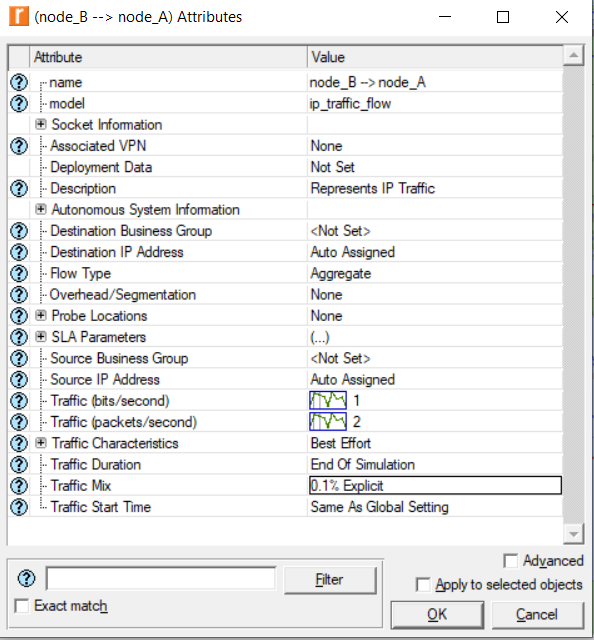 (node_B --> node_A) Attributes
Attribute Value
name node_B --> node_A
model ip_traffic_flow
Socket Information
Associated VPN None
Deployment Data Not Set
Description Represents IP Traffic
Autonomous System Information
Destination Business Group <Not Set>
Destination IP Address Auto Assigned
Flow Type Aggregate
Overhead/Segmentation None
Probe Locations None
SLA Parameters (...)
Source Business Group <Not Set>
Source IP Address Auto Assigned
Traffic (bits/second) 1
Traffic (packets/second) 2
Traffic Characteristics Best Effort
Traffic Duration End Of Simulation
Traffic Mix 0.1% Explicit
Traffic Start Time Same As Global Setting
Advanced
Filter
Apply to selected objects
Exact match
OK Cancel